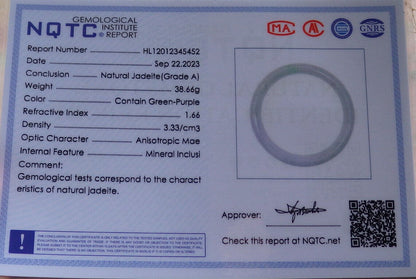 NQTC GEMOLOGICAL
INSTITUTE
REPORT
MA
GNRS
Report Number HL12012345452
Date Sep 22.2023
Conclusion Natural Jadeite(Grade A)
Weight 38.66g
Color Contain Green-Purple
Refractive Index 1.66
Density 3.33/cm3
Optic Character Anisotropic Mae
Internal Feature Mineral Inclusi
Comment:
Gemological tests correspond to the charact
eristics of natural jadeite.
Approver:
Check this report at NQTC.net